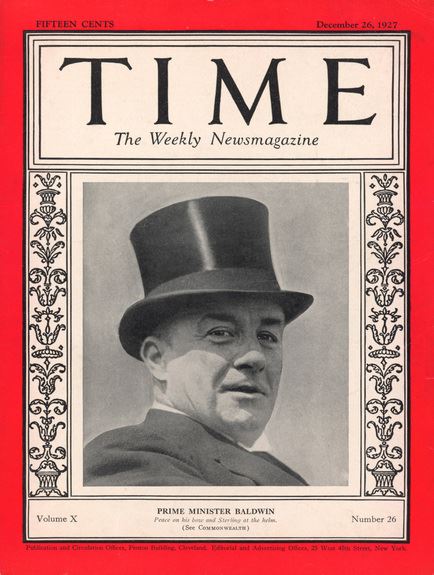 FIFTEEN CENTS December 26, 1927
TIME
The Weekly Newsmagazine
PRIME MINISTER BALDWIN
Peace on his bow and Sterling at the helm.
(See COMMONWEALTH)
Volume X Number 26
Publication and Circulation Offices, Penton Building, Cleveland. Editorial and Advertising Offices, 25 West 45th Street, New York.